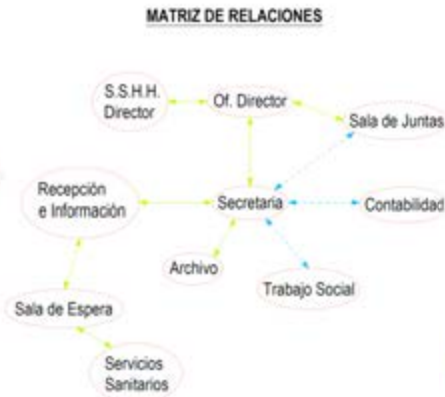 MATRIZ DE RELACIONES
S.S.H.H.
Director
Of. Director
Sala de Juntas
Recepción
e Información
Secretaria
Contabilidad
Archivo
Trabajo Social
Sala de Espera
Servicios
Sanitarios